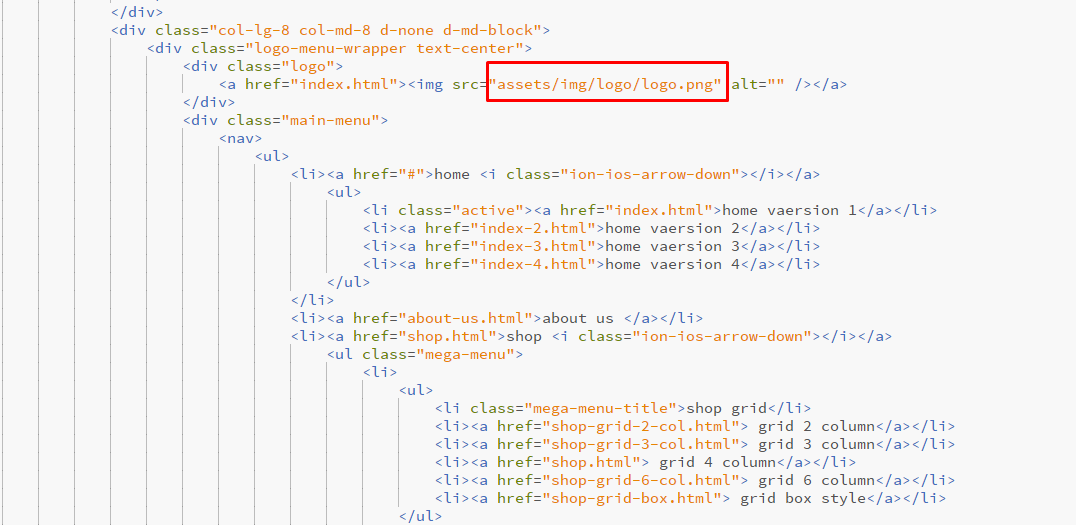 </div>
<div class="col-lg-8 col-md-8 d-none d-md-block">
<div class="logo-menu-wrapper text-center">
<div class="logo">
<a href="index.html"><img src="assets/img/logo/logo.png" alt="" /></a>
</div>
<div class="main-menu">
<nav>
<ul>
<li><a href="#">home <i class="ion-ios-arrow-down"></i></a>
<ul>
<li class="active"><a href="index.html">home vaersion 1</a></li>
<li><a href="index-2.html">home vaersion 2</a></li>
<li><a href="index-3.html">home vaersion 3</a></li>
<li><a href="index-4.html">home vaersion 4</a></li>
</ul>
</li>
<li><a href="about-us.html">about us </a></li>
<li><a href="shop.html">shop <i class="ion-ios-arrow-down"></i></a>
<ul class="mega-menu">
<li>
<ul>
<li class="mega-menu-title">shop grid</li>
<li><a href="shop-grid-2-col.html"> grid 2 column</a></li>
<li><a href="shop-grid-3-col.html"> grid 3 column</a></li>
<li><a href="shop.html"> grid 4 column</a></li>
<li><a href="shop-grid-6-col.html"> grid 6 column</a></li>
<li><a href="shop-grid-box.html"> grid box style</a></li>
</ul>